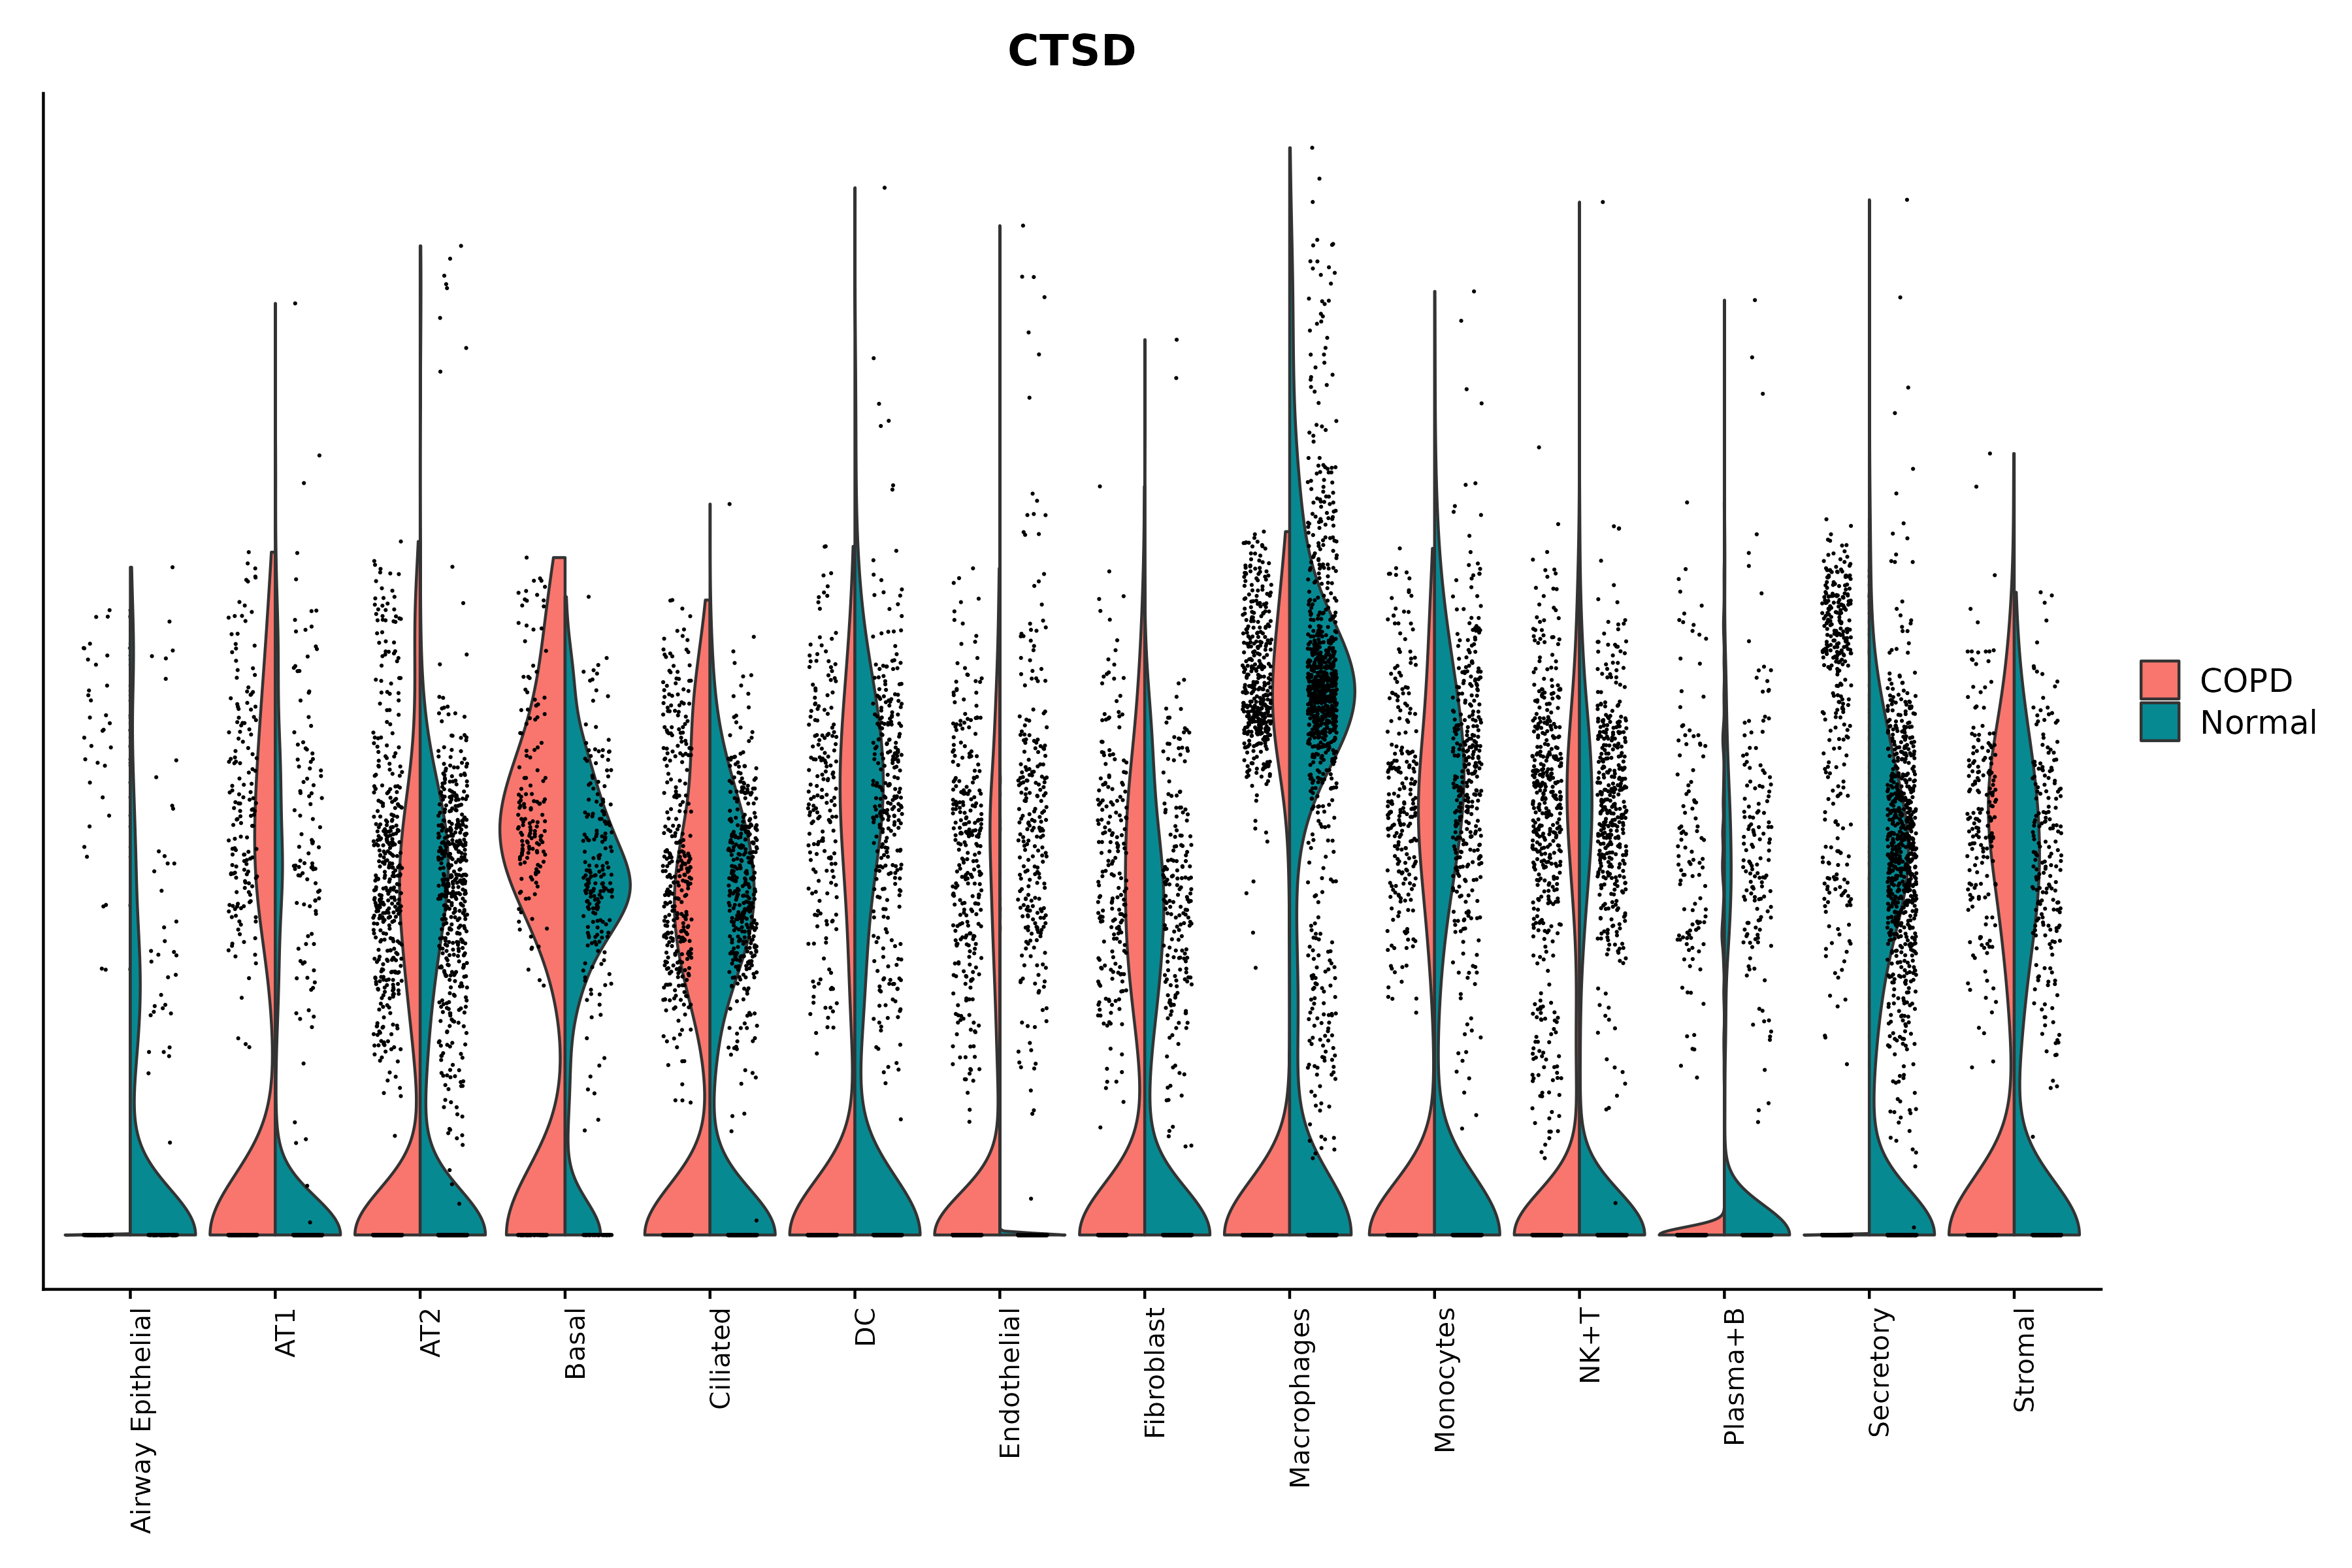 CTSD
COPD
Normal
Airway Epithelial
AT1
AT2
Basal
Ciliated
DC
Endothelial
Fibroblast
Macrophages
Monocytes
NK+T
Plasma+B
Secretory
Stromal